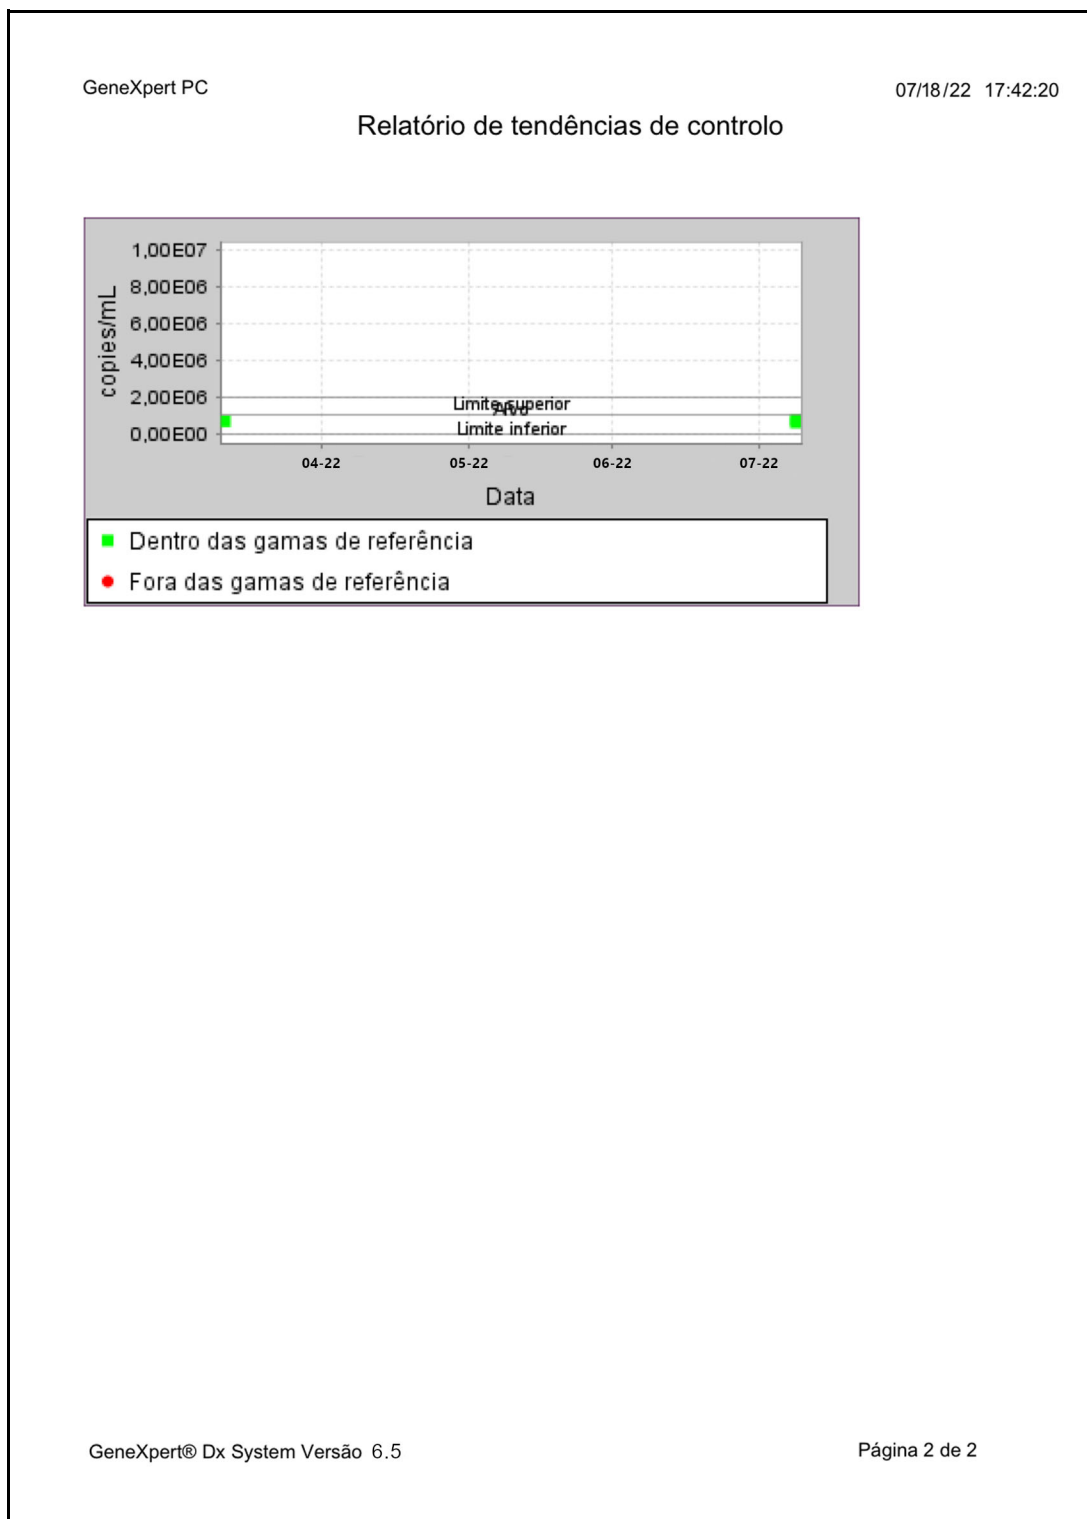 GeneXpert PC 07/18/22 17:42:20
Relatório de tendências de controlo
1,00E07
8,00E06
6,00E06
4,00E06
2,00E06
0,00E00
copies/mL
Limite superior
Alvo
Limite inferior
04-22 05-22 06-22 07-22
Data
Dentro das gamas de referência
Fora das gamas de referência
GeneXpert® Dx System Versão 6.5 Página 2 de 2